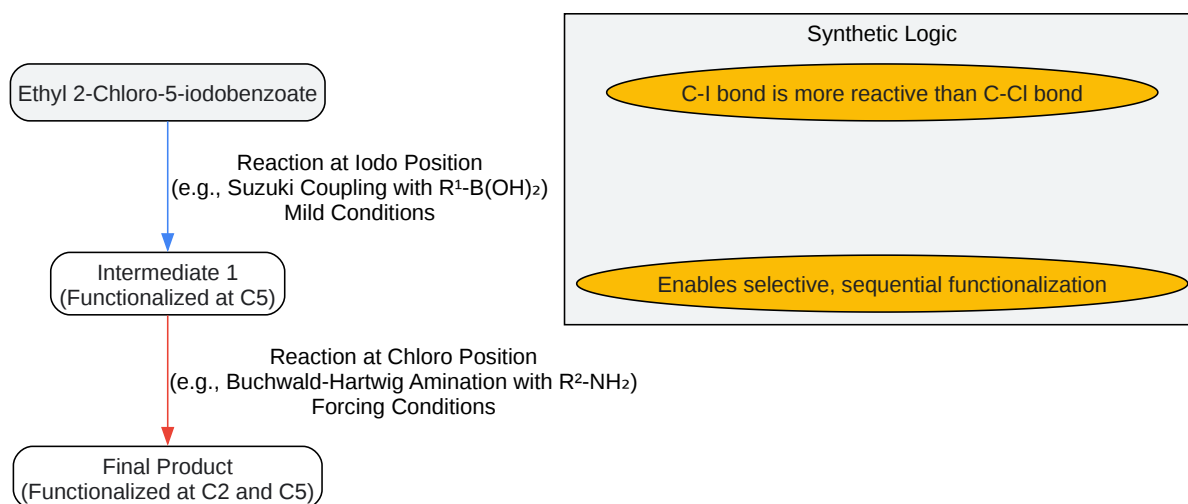 Synthetic Logic
Ethyl 2-Chloro-5-iodobenzoate
C-I bond is more reactive than C-Cl bond
Reaction at Iodo Position
(e.g., Suzuki Coupling with R¹-B(OH)₂)
Mild Conditions
Intermediate 1
(Functionalized at C5)
Enables selective, sequential functionalization
Reaction at Chloro Position
(e.g., Buchwald-Hartwig Amination with R²-NH₂)
Forcing Conditions
Final Product
(Functionalized at C2 and C5)